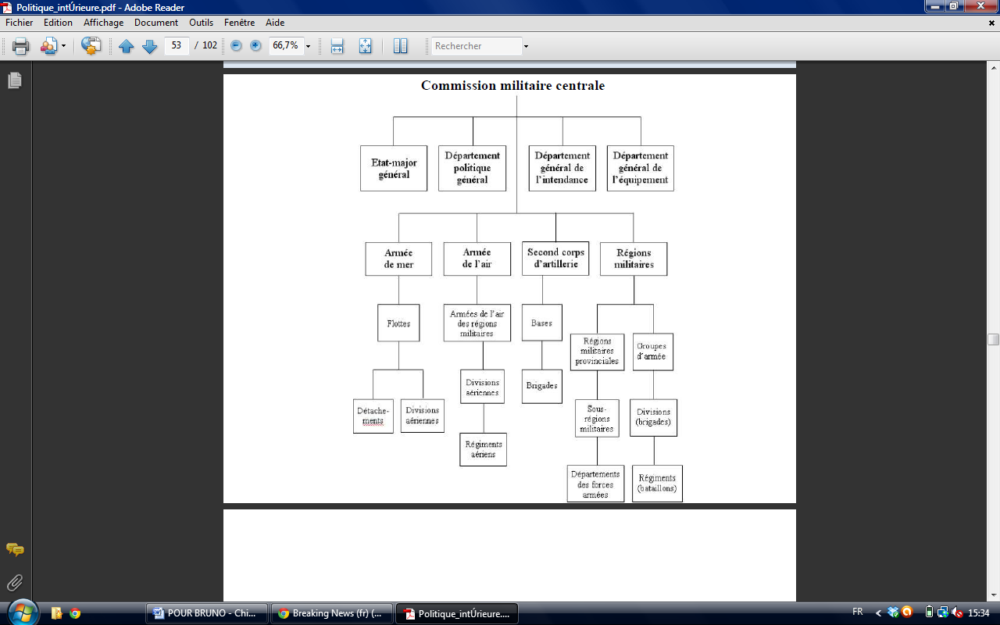 Politique_intÚrieure.pdf - Adobe Reader
Fichier Edition Affichage Document Outils Fenêtre Aide
53 / 102 66,7% Rechercher
Commission militaire centrale
Etat-major
général
Département
politique
général
Département
général de
l'intendance
Département
général de
l'équipement
Armée
de mer
Armée
de l'air
Second corps
d'artillerie
Régions
militaires
Flottes
Armées de l'air
des régions
militaires
Bases
Régions
militaires
provinciales
Groupes
d'armée
Détache-
ments
Divisions
aériennes
Divisions
aériennes
Brigades
Sous-
régions
militaires
Divisions
(brigades)
Régiments
aériens
Départements
des forces
armées
Régiments
(bataillons)
POUR BRUNO - Chi...
Breaking News (fr) (...
Politique_intÚrieure....
FR
15:34